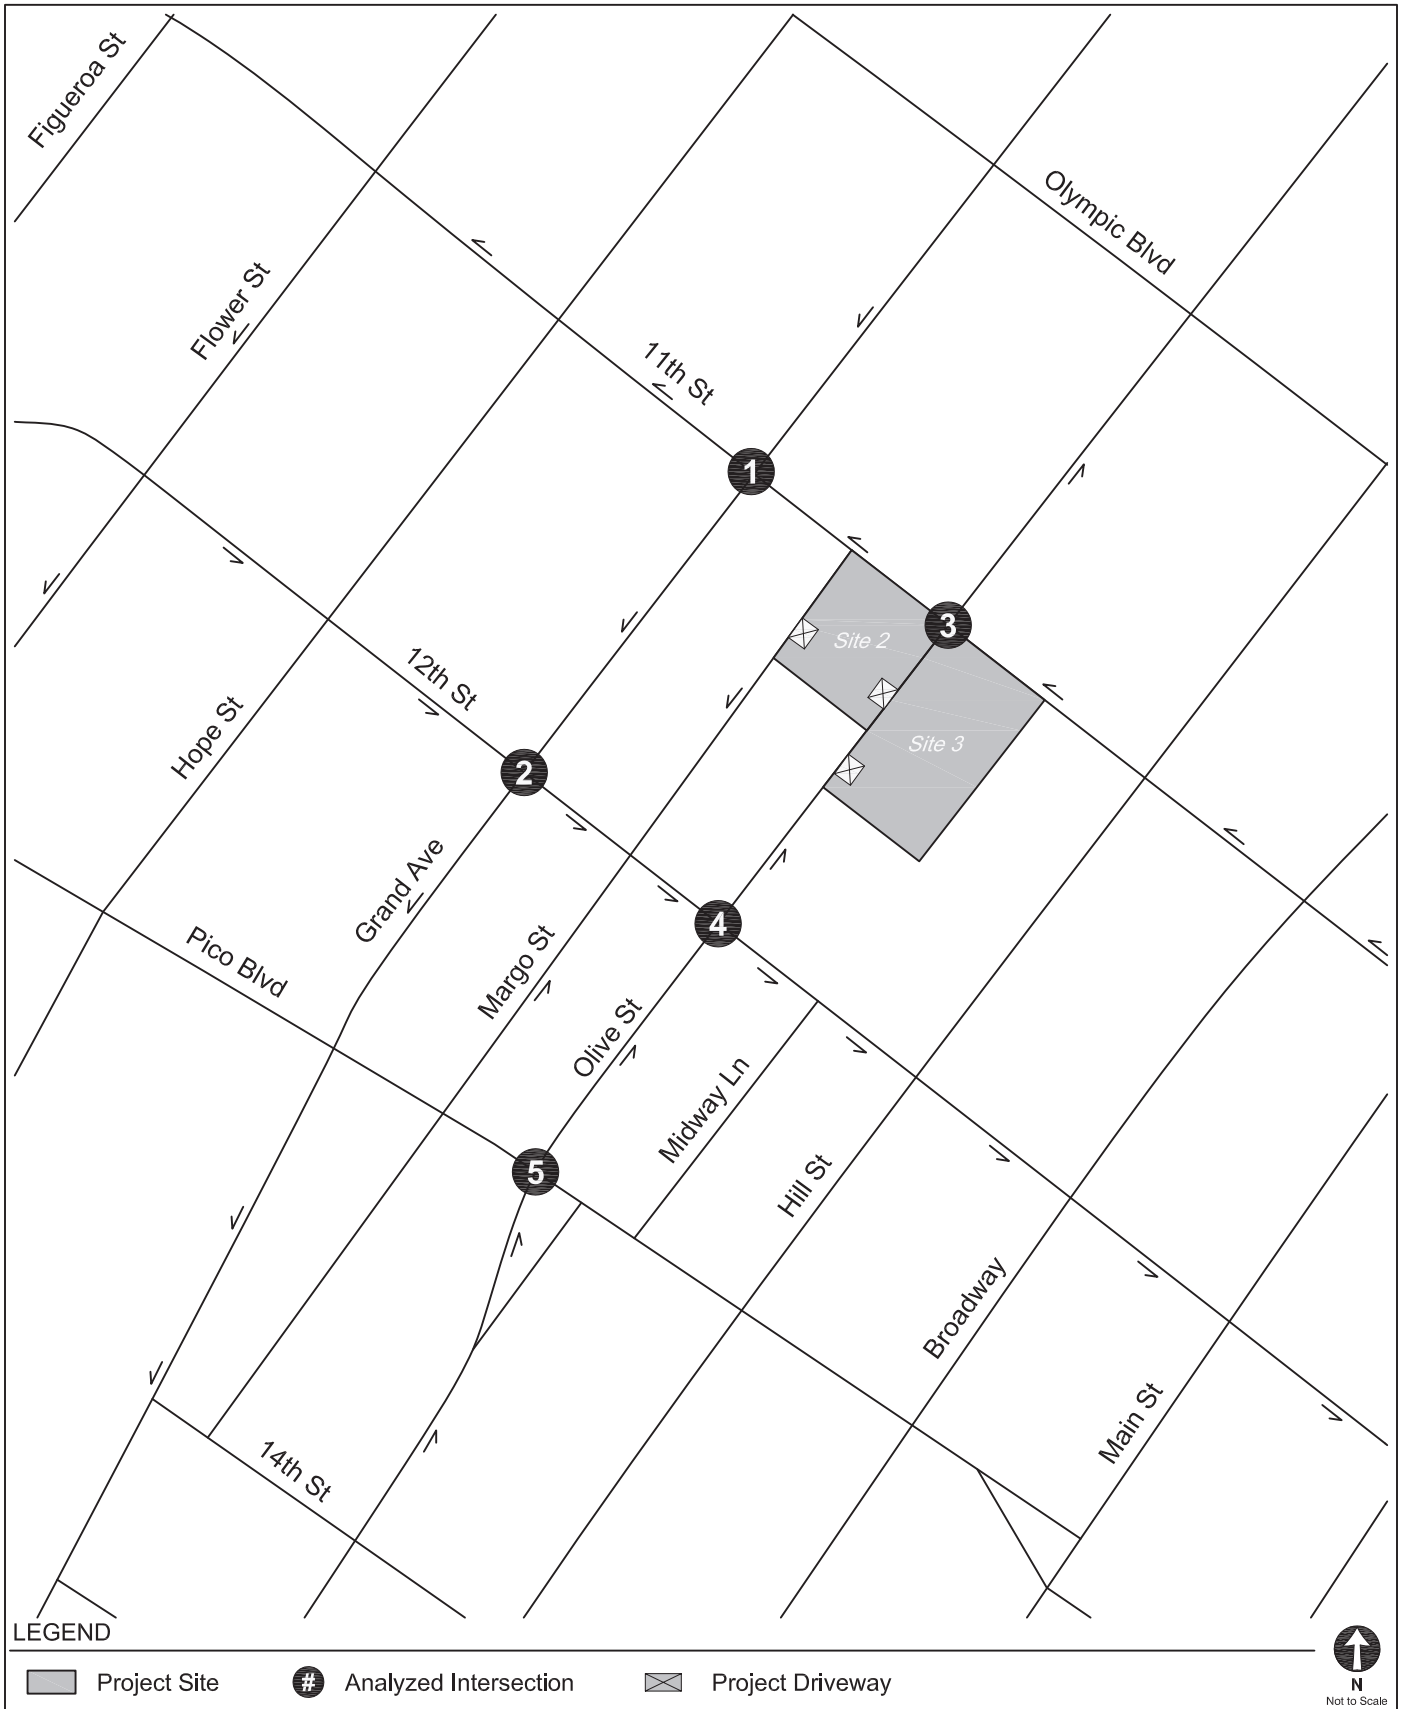 Figueroa St
Olympic Blvd
Flower St
11th St
1
3
Site 2
12th St
Hope St
Site 3
2
Grand Ave
4
Pico Blvd
Margo St
Olive St
Midway Ln
5
Hill St
Broadway
Main St
14th St
LEGEND
Project Site
# Analyzed Intersection
Project Driveway
N
Not to Scale